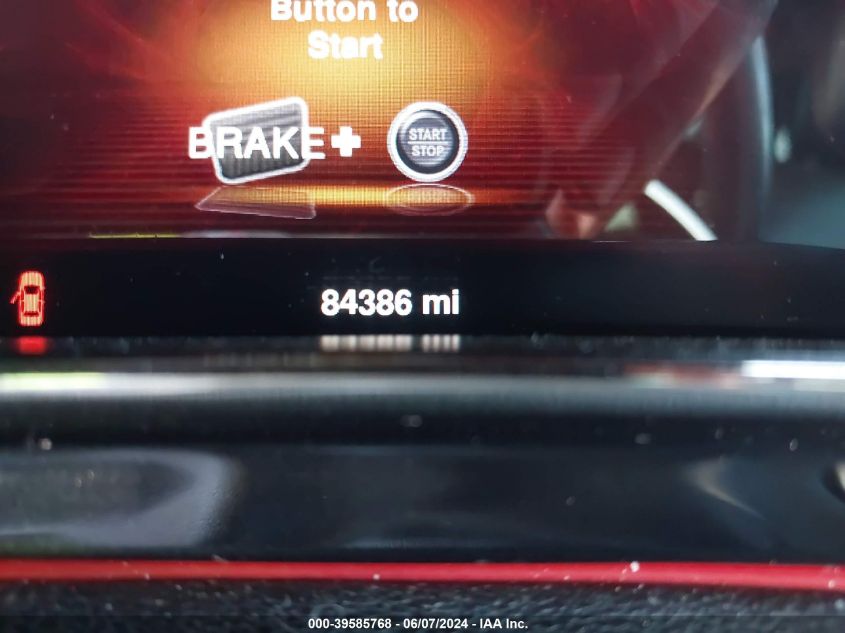 Button to
Start
BRAKE + START
STOP
84386 mi
000-39585768 - 06/07/2024 - IAA Inc.